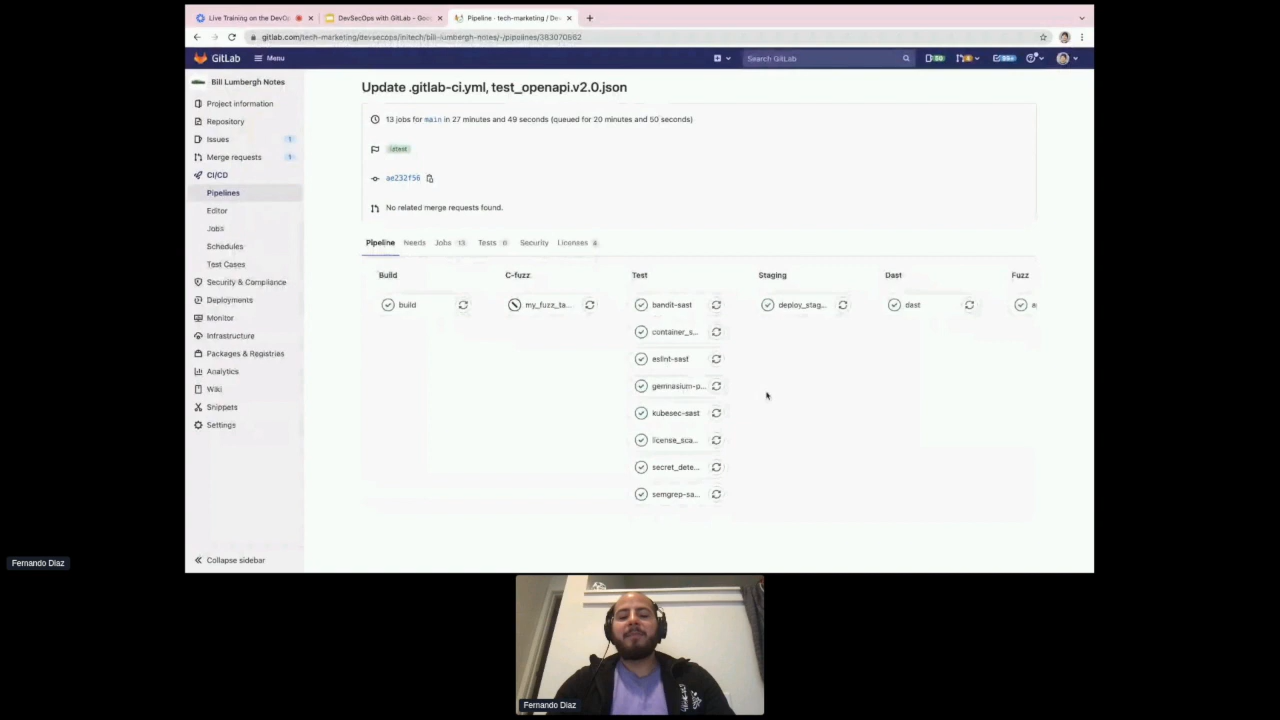 Live Training on the DevO
DevSecOps with GitLab - Goo
Pipeline · tech-marketing / Dev
gitlab.com/tech-marketing/devsecops/initech/bill-lumbergh-notes/-/pipelines/383070862
GitLab
Menu
Search GitLab
Bill Lumbergh Notes
Project information
Repository
Issues 1
Merge requests 1
CI/CD
Pipelines
Editor
Jobs
Schedules
Test Cases
Security & Compliance
Deployments
Monitor
Infrastructure
Packages & Registries
Analytics
Wiki
Snippets
Settings
Collapse sidebar
Update .gitlab-ci.yml, test_openapi.v2.0.json
13 jobs for main in 27 minutes and 49 seconds (queued for 20 minutes and 50 seconds)
latest
ae232f56
No related merge requests found.
Pipeline Needs Jobs 13 Tests 0 Security Licenses 4
Build C-fuzz Test Staging Dast Fuzz
build my_fuzz_ta... bandit-sast deploy_stag... dast
container_s...
eslint-sast
gemnasium-p...
kubesec-sast
license_sca...
secret_dete...
semgrep-sa...
Fernando Diaz
Fernando Diaz